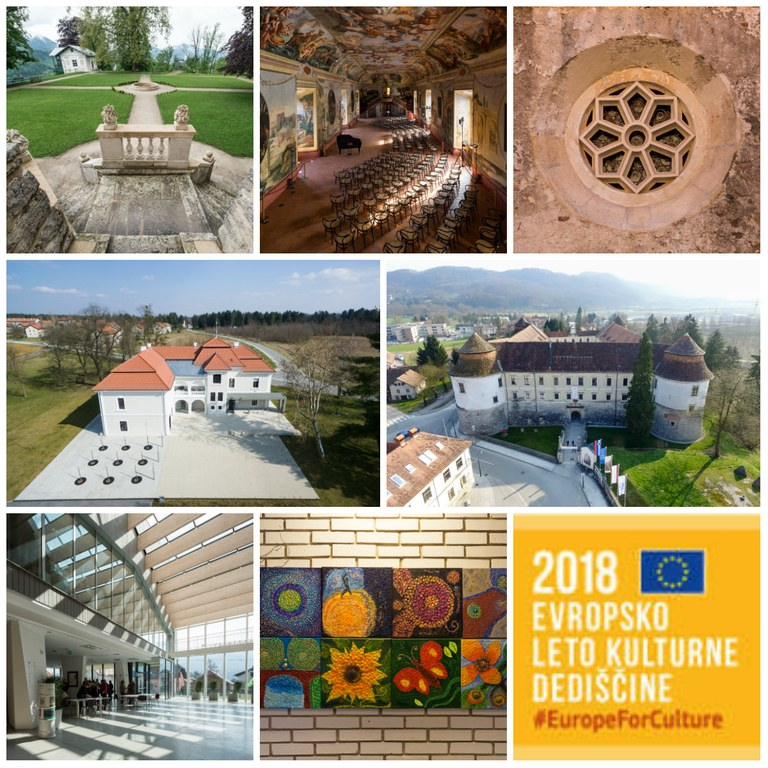 2018
EVROPSKO
LETO KULTURNE
DEDIŠČINE
#EuropeForCulture